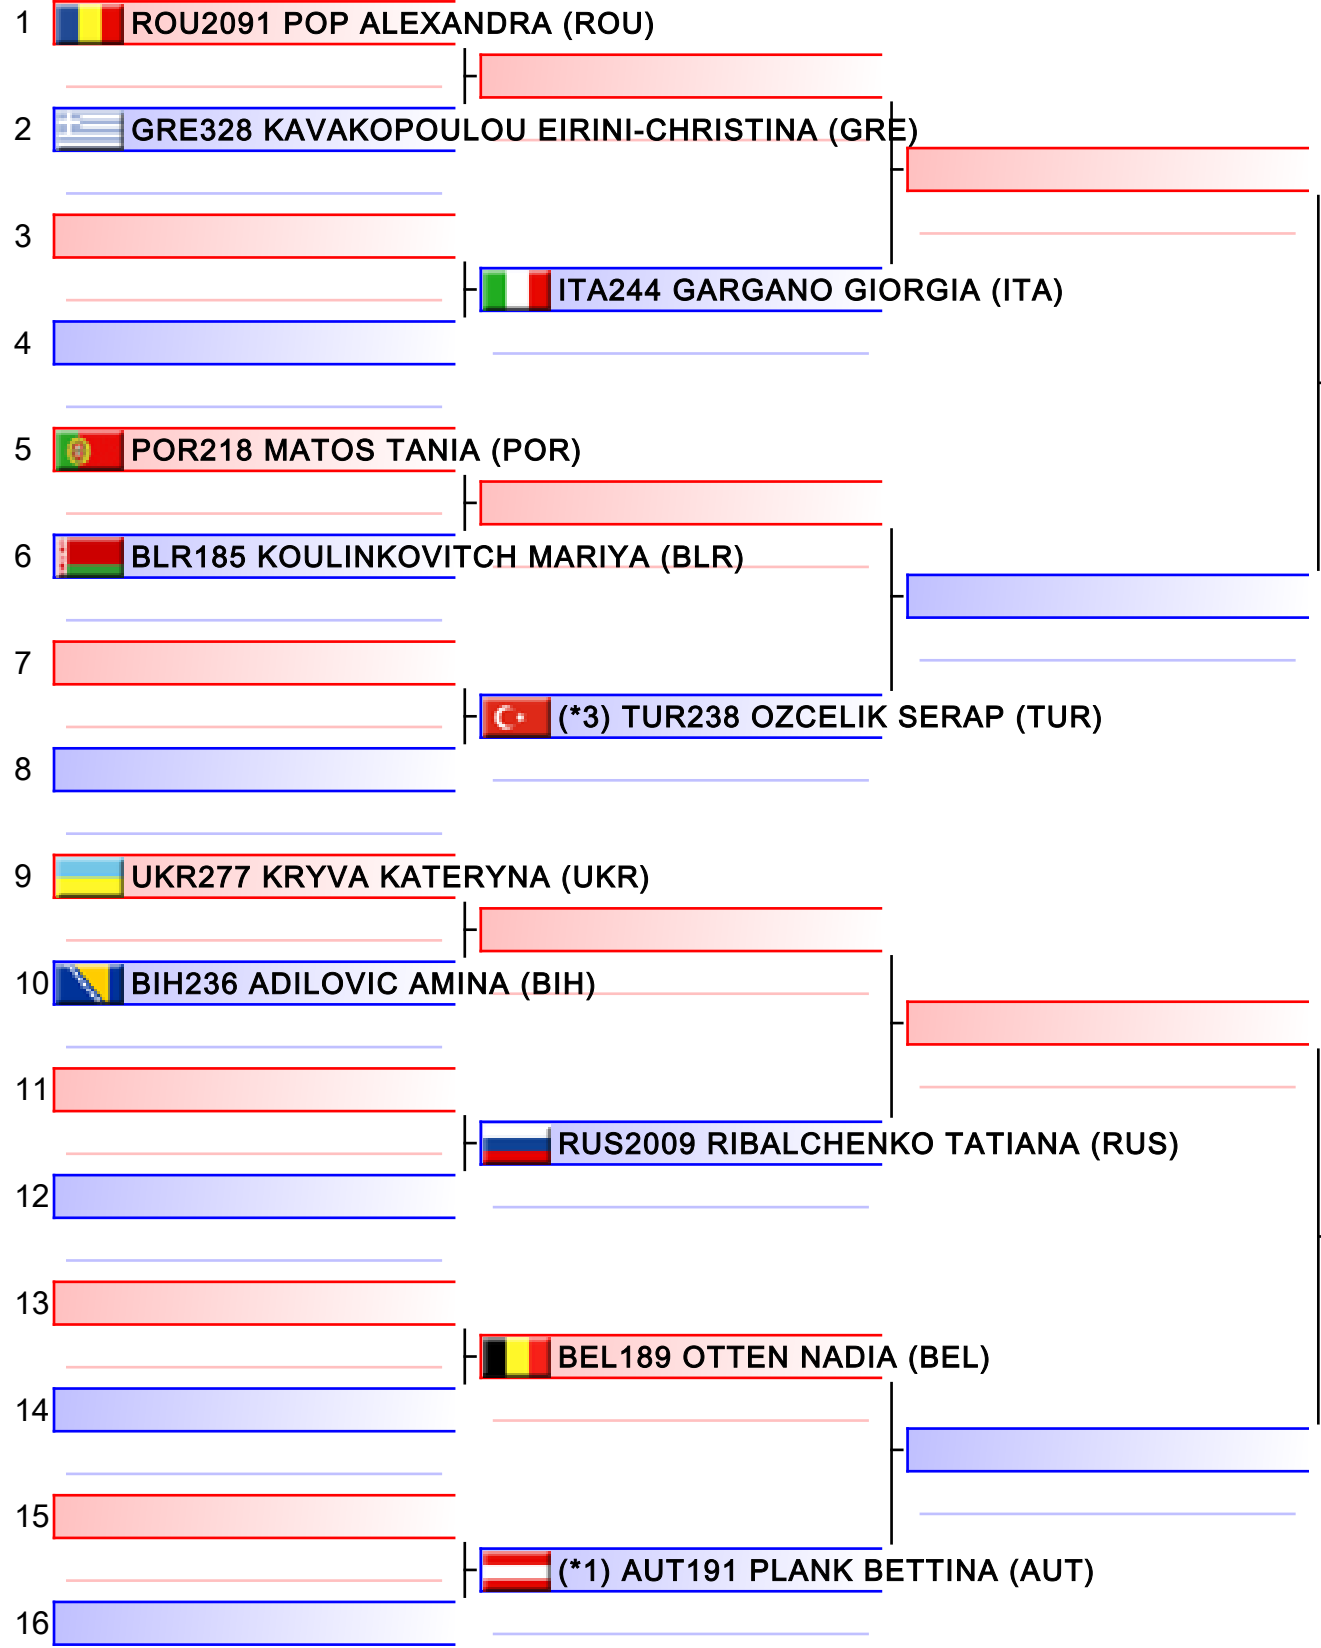 1 ROU2091 POP ALEXANDRA (ROU)
2 GRE328 KAVAKOPOULOU EIRINI-CHRISTINA (GRE)
3
ITA244 GARGANO GIORGIA (ITA)
4
5 POR218 MATOS TANIA (POR)
6 BLR185 KOULINKOVITCH MARIYA (BLR)
7
(*3) TUR238 OZCELIK SERAP (TUR)
8
9 UKR277 KRYVA KATERYNA (UKR)
10 BIH236 ADILOVIC AMINA (BIH)
11
RUS2009 RIBALCHENKO TATIANA (RUS)
12
13
BEL189 OTTEN NADIA (BEL)
14
15
(*1) AUT191 PLANK BETTINA (AUT)
16